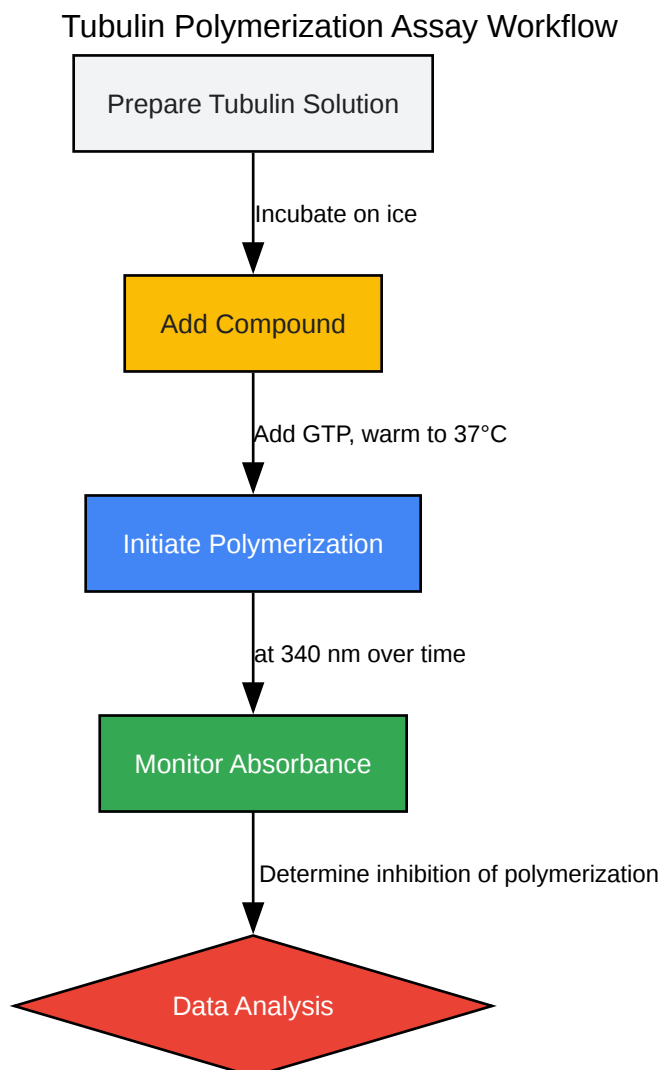 Tubulin Polymerization Assay Workflow
Prepare Tubulin Solution
Incubate on ice
Add Compound
Add GTP, warm to 37°C
Initiate Polymerization
at 340 nm over time
Monitor Absorbance
Determine inhibition of polymerization
Data Analysis